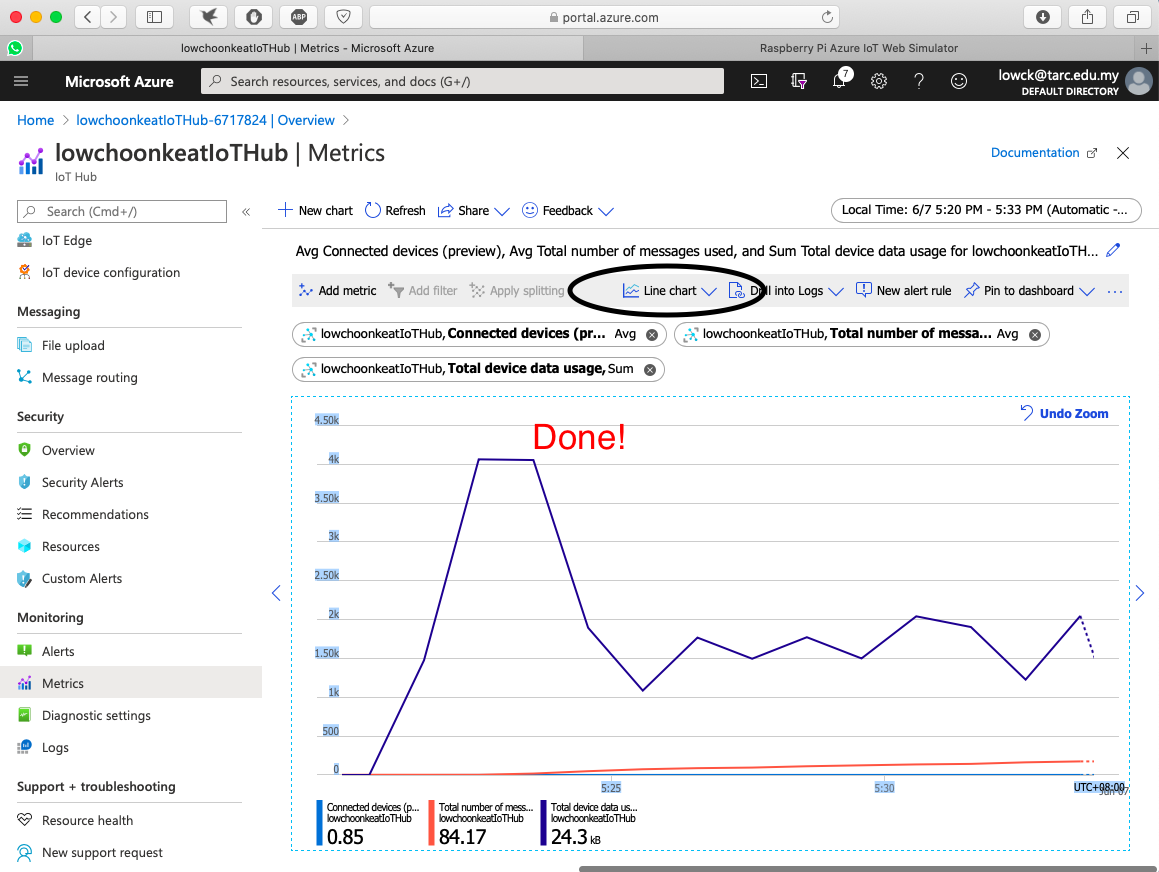 portal.azure.com
lowchoonkeatIoTHub | Metrics - Microsoft Azure
Raspberry Pi Azure IoT Web Simulator
Microsoft Azure
Search resources, services, and docs (G+/)
7
lowck@tarc.edu.my
DEFAULT DIRECTORY
Home > lowchoonkeatIoTHub-6717824 | Overview >
lowchoonkeatIoTHub | Metrics
IoT Hub
Documentation
Search (Cmd+/)
«
New chart
Refresh
Share
Feedback
Local Time: 6/7 5:20 PM - 5:33 PM (Automatic -...
IoT Edge
IoT device configuration
Messaging
File upload
Message routing
Security
Overview
Security Alerts
Recommendations
Resources
Custom Alerts
Monitoring
Alerts
Metrics
Diagnostic settings
Logs
Support + troubleshooting
Resource health
New support request
Avg Connected devices (preview), Avg Total number of messages used, and Sum Total device data usage for lowchoonkeatIoTH...
Add metric
Add filter
Apply splitting
Line chart
Drill into Logs
New alert rule
Pin to dashboard
...
lowchoonkeatIoTHub, Connected devices (pr... Avg
lowchoonkeatIoTHub, Total number of messa... Avg
lowchoonkeatIoTHub, Total device data usage, Sum
Undo Zoom
Done!
4.50k
4k
3.50k
3k
2.50k
2k
1.50k
1k
500
0
5:25
5:30
UTC+08:00
Jun 07
Connected devices (p...
lowchoonkeatIoTHub
0.85
Total number of mess...
lowchoonkeatIoTHub
84.17
Total device data us...
lowchoonkeatIoTHub
24.3 kB
ABP